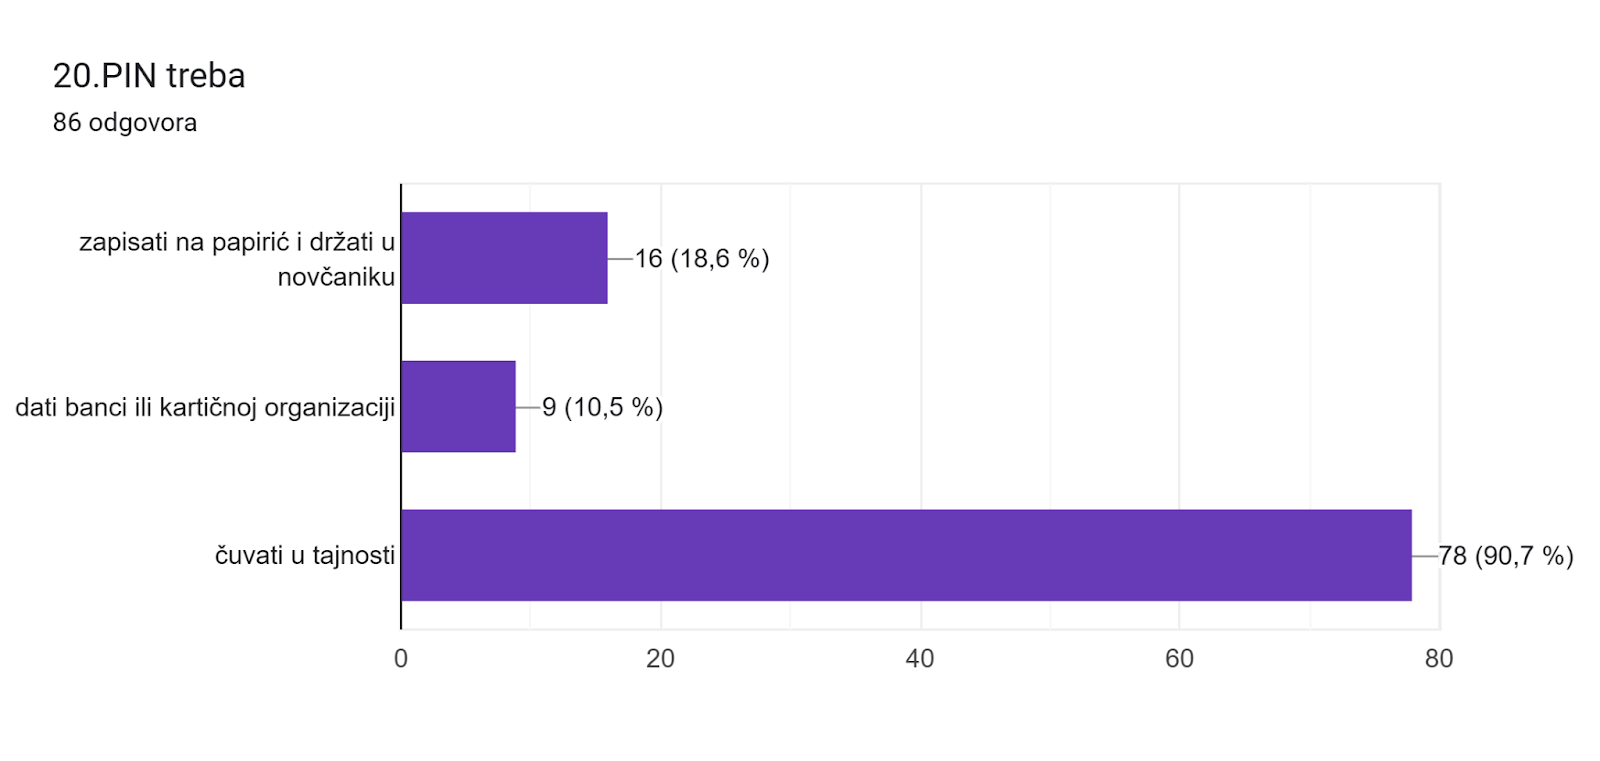 20.PIN treba
86 odgovora
zapisati na papirić i držati u
novčaniku
16 (18,6 %)
dati banci ili kartičnoj organizaciji
9 (10,5 %)
čuvati u tajnosti
78 (90,7 %)
0
20
40
60
80